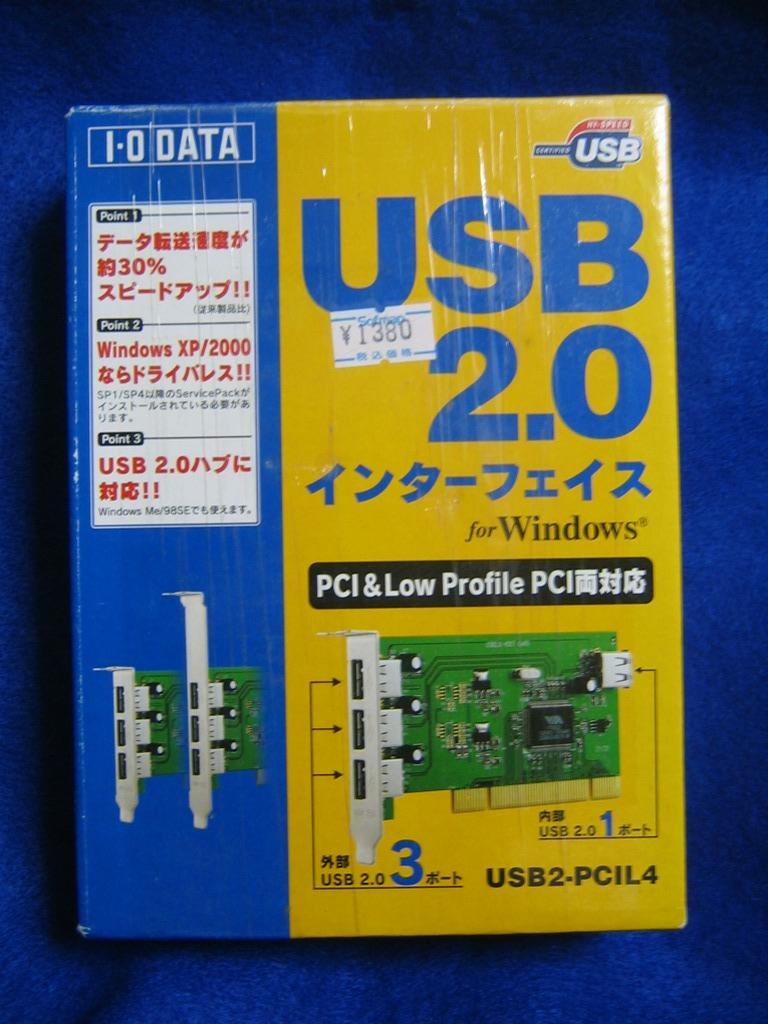 I·O DATA
HI-SPEED
CERTIFIED
USB
Point 1
データ転送速度が
約30%
スピードアップ!!
(従来製品比)
Point 2
Windows XP/2000
ならドライバレス!!
SP1/SP4以降のServicePackが
インストールされている必要があ
ります。
Point 3
USB 2.0ハブに
対応!!
Windows Me/98SEでも使えます。
USB
2.0
Sofmap
¥1380
税込価格
インターフェイス
for Windows®
PCI&Low Profile PCI両対応
VIA
内部
USB 2.0 1ポート
外部
USB 2.0 3ポート
USB2-PCIL4